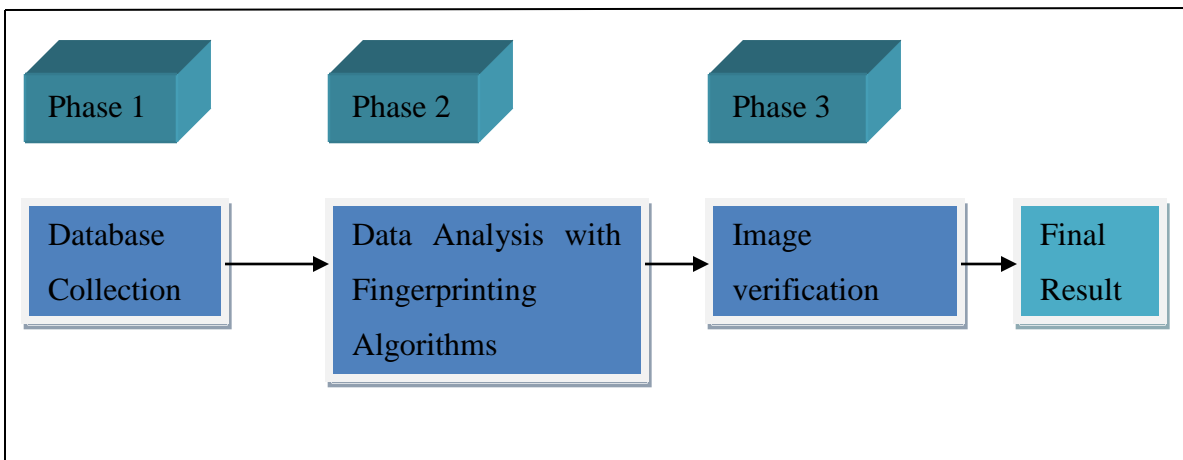 Phase 1
Phase 2
Phase 3
Database
Collection
Data Analysis with
Fingerprinting
Algorithms
Image
verification
Final
Result